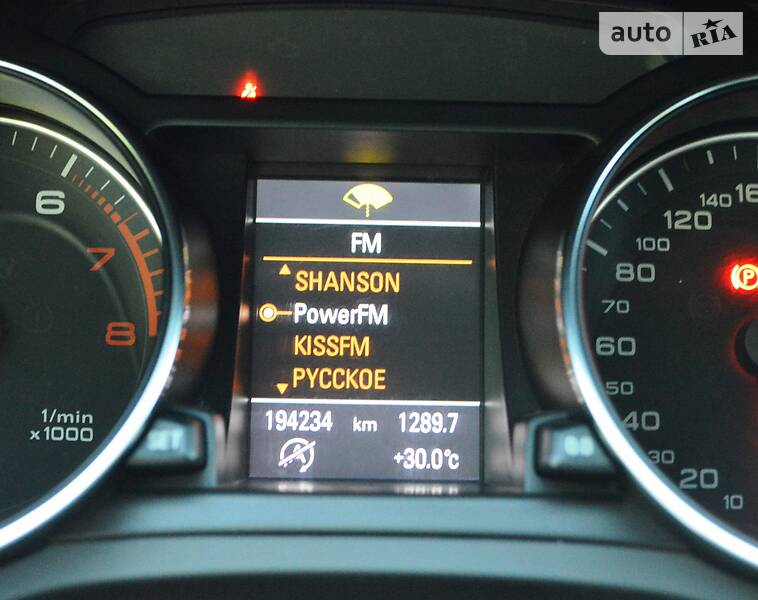 auto RIA
FM
SHANSON
PowerFM
KISSFM
РУССКОЕ
194234 km 1289.7
+30.0°c
6
7
8
1/min
x1000
SET
140
120
100
80
70
60
50
40
30
20
10
P